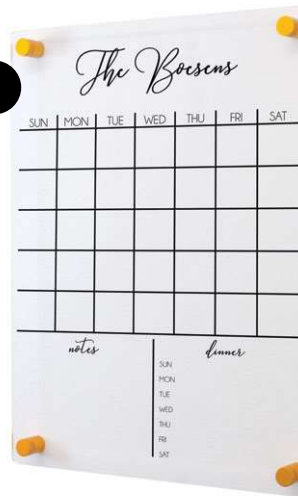 The Boesens
SUN MON TUE WED THU FRI SAT
notes
dinner
SUN
MON
TUE
WED
THU
FRI
SAT